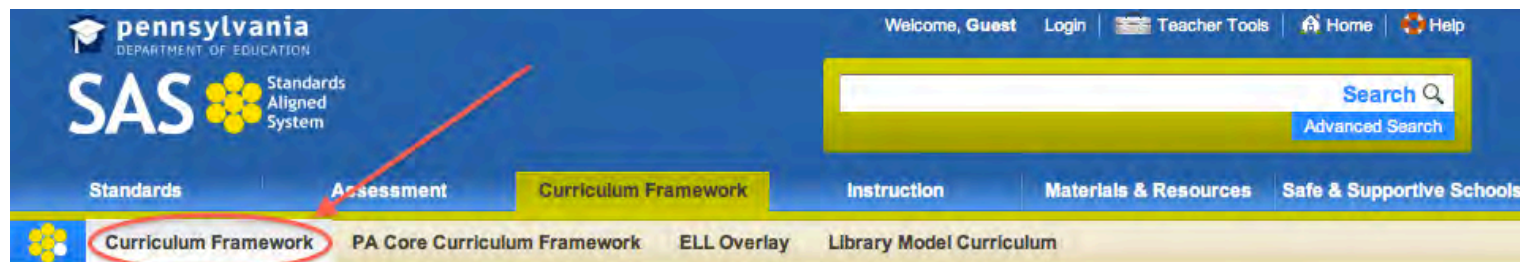 pennsylvania
DEPARTMENT OF EDUCATION
SAS Standards Aligned System
Welcome, Guest Login Teacher Tools Home Help
Search
Advanced Search
Standards Assessment Curriculum Framework Instruction Materials & Resources Safe & Supportive Schools
Curriculum Framework PA Core Curriculum Framework ELL Overlay Library Model Curriculum